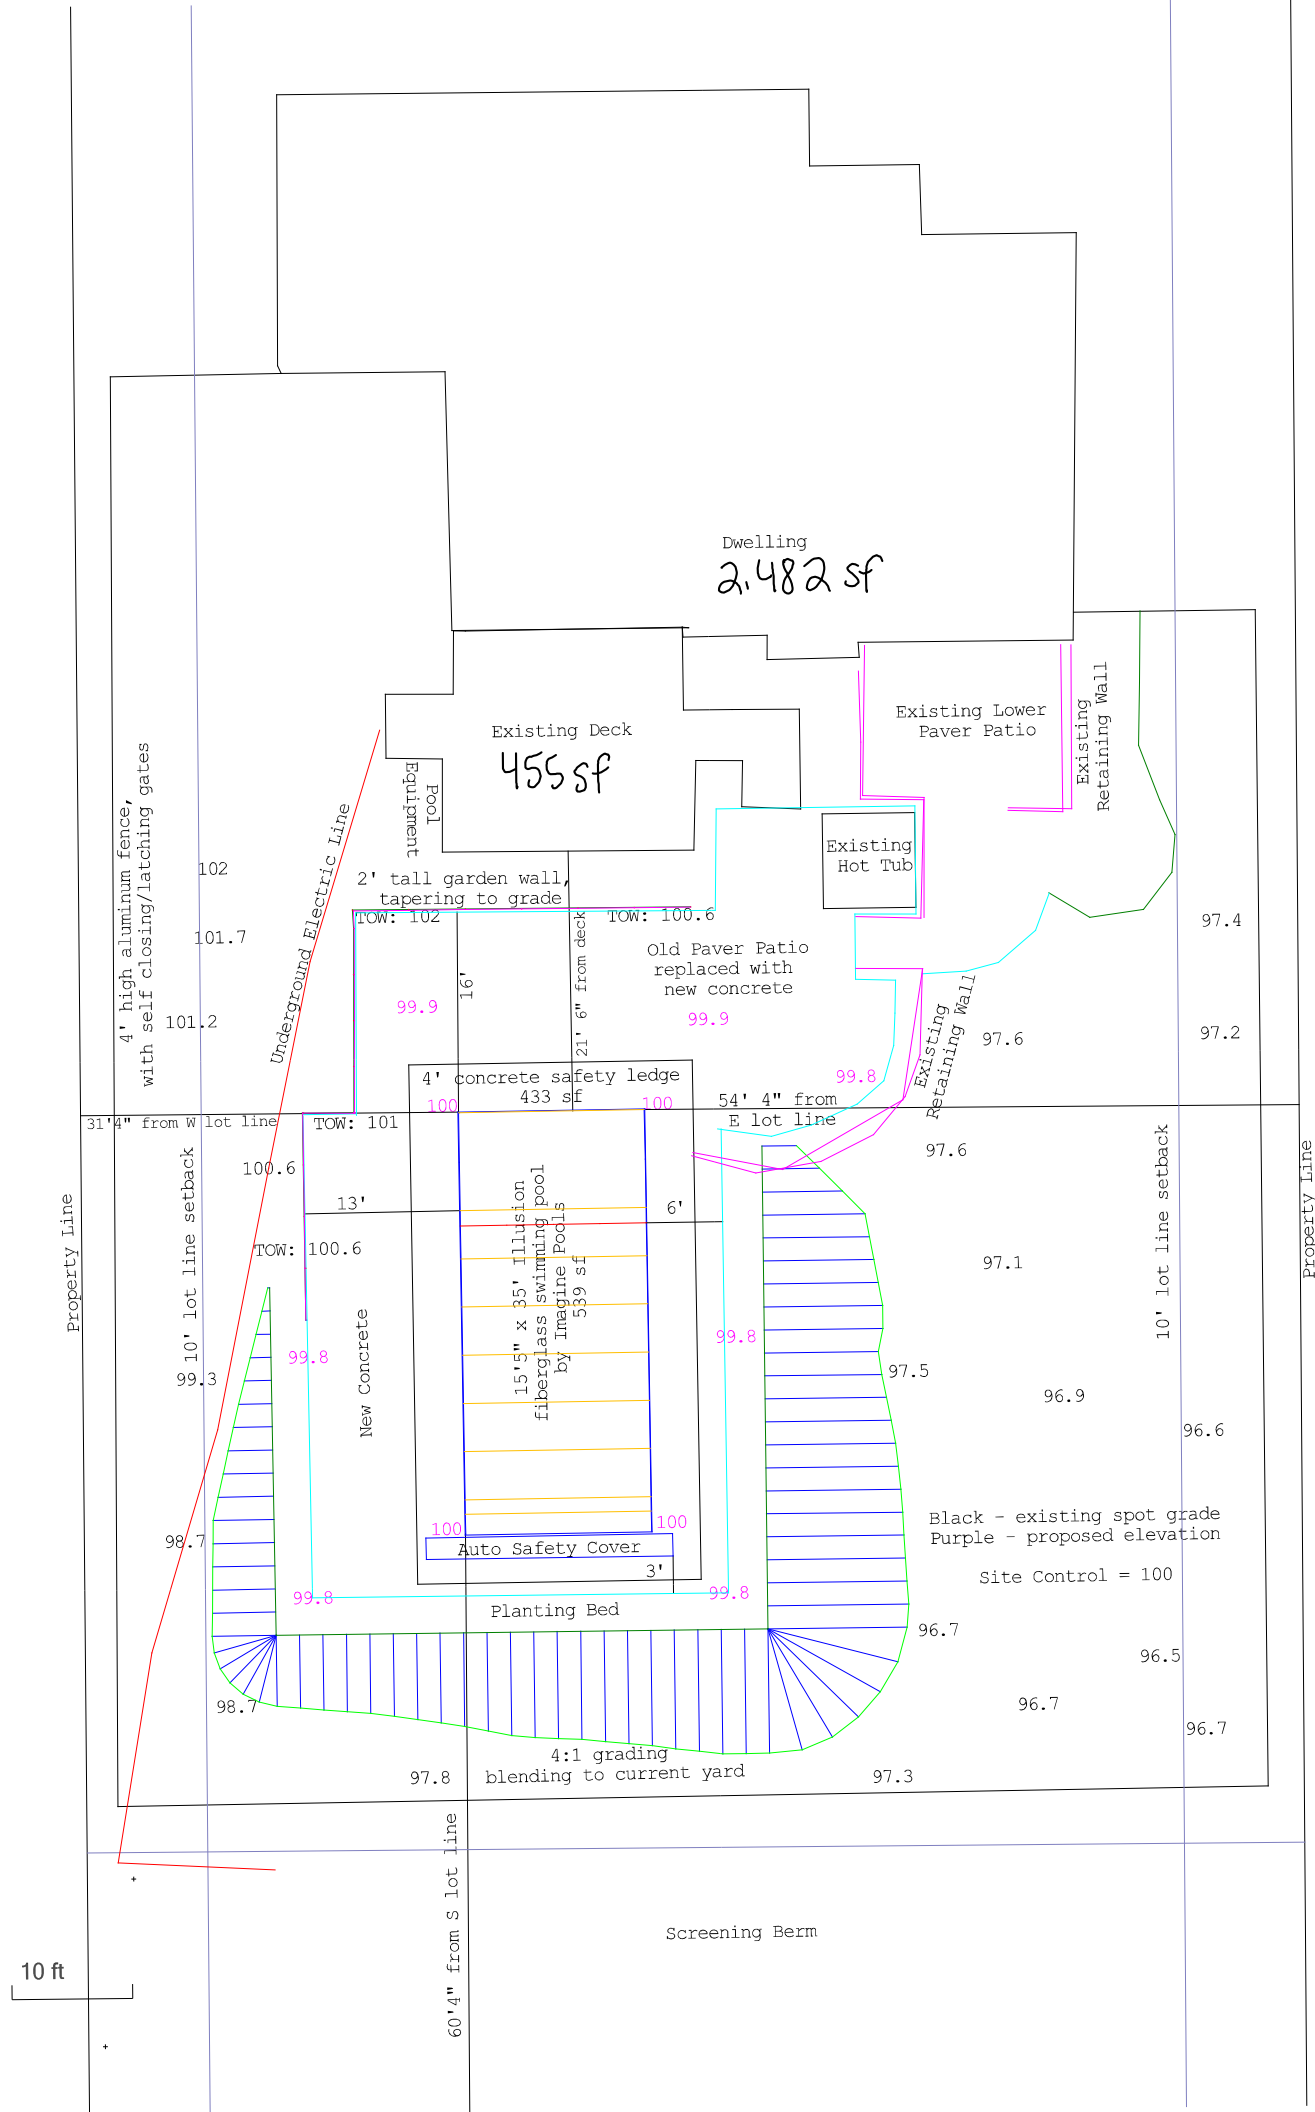 Dwelling
2,482 sf
Existing Deck
455 sf
Existing Lower
Paver Patio
Existing
Retaining Wall
Pool
Equipment
4' high aluminum fence,
with self closing/latching gates
Underground Electric Line
Existing
Hot Tub
102
2' tall garden wall,
tapering to grade
TOW: 102
TOW: 100.6
97.4
101.7
Old Paver Patio
replaced with
new concrete
16'
21' 6" from deck
99.9
99.9
101.2
97.6
97.2
Existing
Retaining Wall
4' concrete safety ledge
433 sf
99.8
100
100
54' 4" from
E lot line
31'4" from W lot line
TOW: 101
97.6
100.6
10' lot line setback
10' lot line setback
Property Line
Property Line
13'
6'
15'5" x 35' Illusion
fiberglass swimming pool
by Imagine Pools
539 sf
TOW: 100.6
97.1
99.8
99.8
New Concrete
99.3
97.5
96.9
96.6
Black - existing spot grade
Purple - proposed elevation
100
100
98.7
Auto Safety Cover
3'
Site Control = 100
99.8
99.8
Planting Bed
96.7
96.5
98.7
96.7
96.7
4:1 grading
blending to current yard
97.8
97.3
60'4" from S lot line
Screening Berm
10 ft